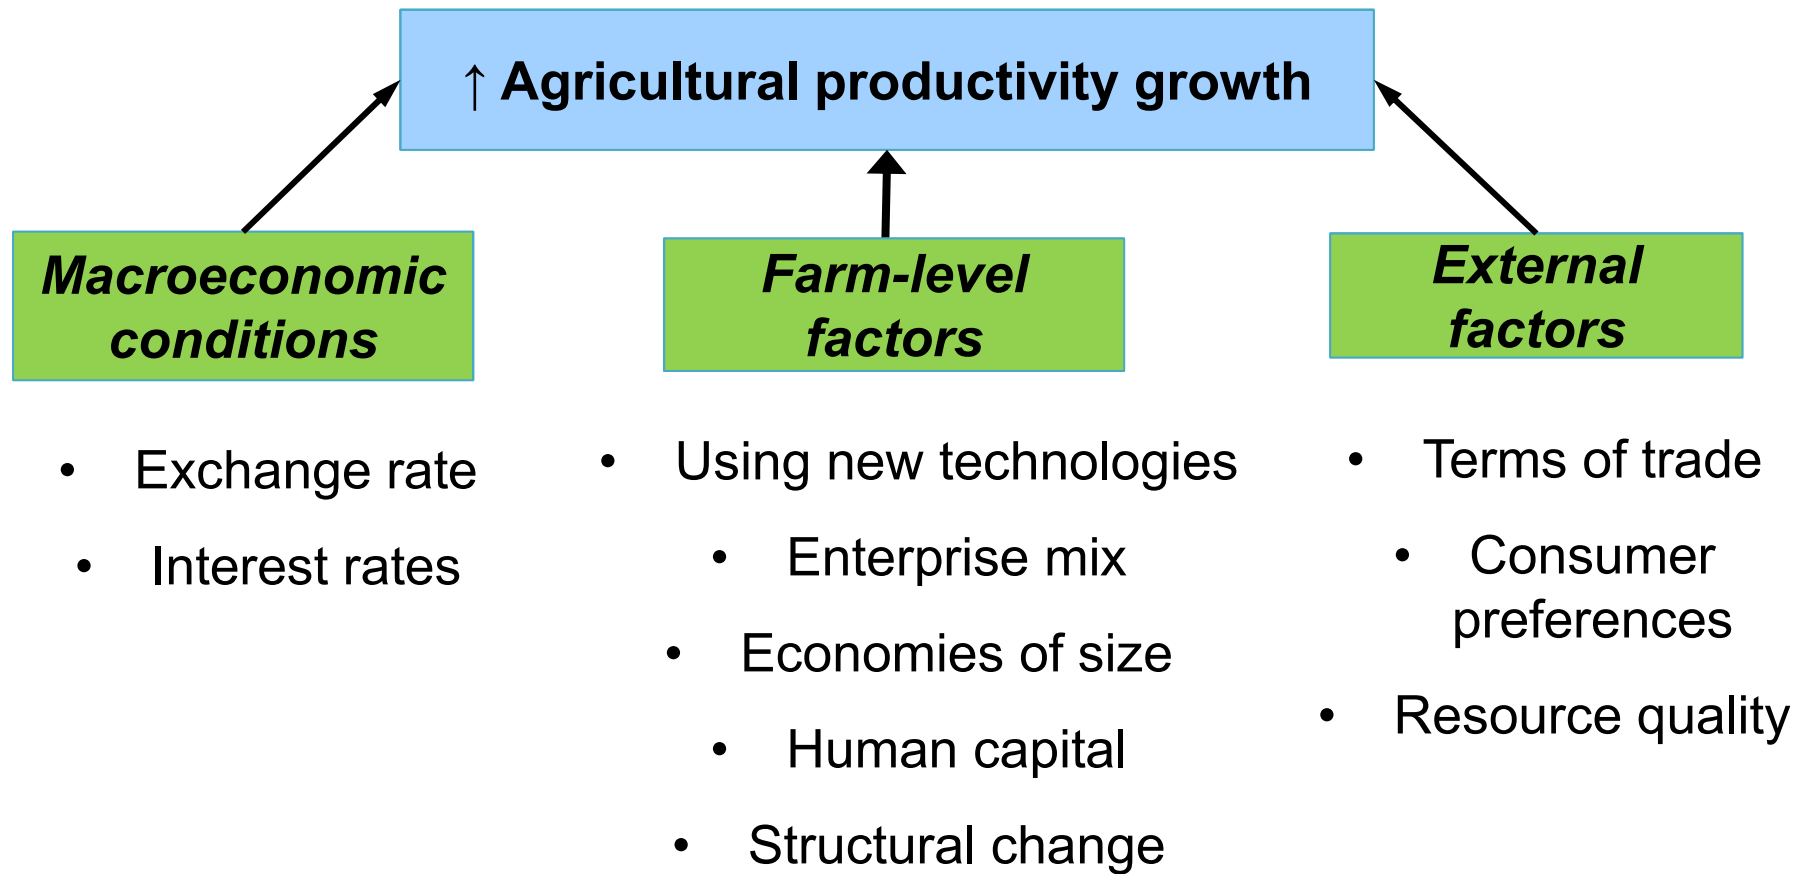 ↑ Agricultural productivity growth
Macroeconomic
conditions
• Exchange rate
• Interest rates
Farm-level
factors
• Using new technologies
• Enterprise mix
• Economies of size
• Human capital
• Structural change
External
factors
• Terms of trade
• Consumer
preferences
• Resource quality